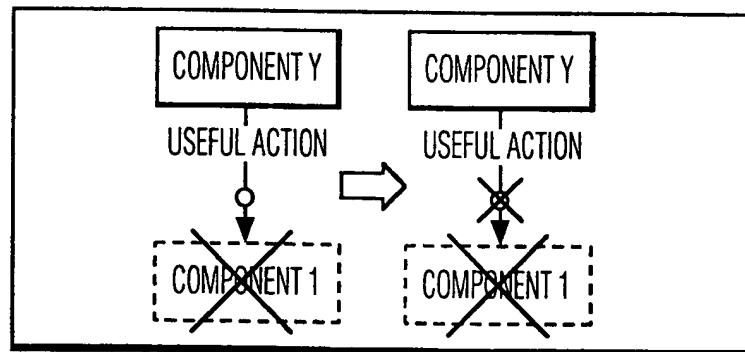 COMPONENT Y
USEFUL ACTION
COMPONENT 1
COMPONENT Y
USEFUL ACTION
COMPONENT 1